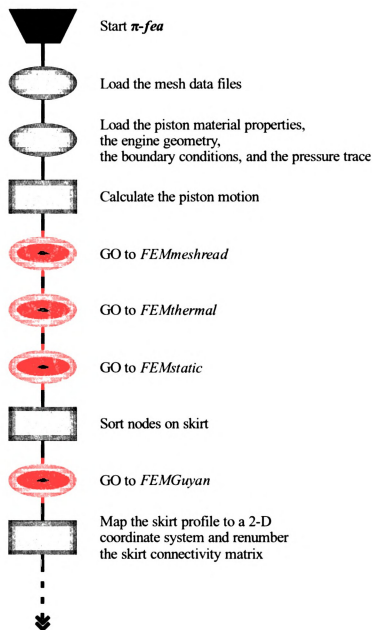 Start π-fea
Load the mesh data files
Load the piston material properties,
the engine geometry,
the boundary conditions, and the pressure trace
Calculate the piston motion
GO to FEMmeshread
GO to FEMthermal
GO to FEMstatic
Sort nodes on skirt
GO to FEMGuyan
Map the skirt profile to a 2-D
coordinate system and renumber
the skirt connectivity matrix